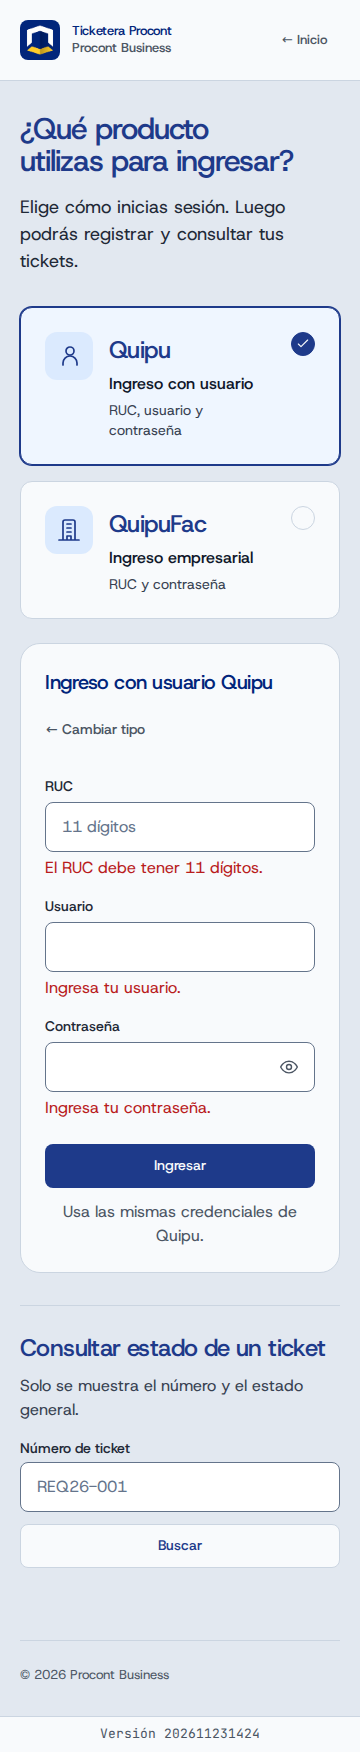 Ticketera Procont
Procont Business
← Inicio
¿Qué producto
utilizas para ingresar?
Elige cómo inicias sesión. Luego
podrás registrar y consultar tus
tickets.
Quipu
Ingreso con usuario
RUC, usuario y
contraseña
QuipuFac
Ingreso empresarial
RUC y contraseña
Ingreso con usuario Quipu
← Cambiar tipo
RUC
11 dígitos
El RUC debe tener 11 dígitos.
Usuario
Ingresa tu usuario.
Contraseña
Ingresa tu contraseña.
Ingresar
Usa las mismas credenciales de
Quipu.
Consultar estado de un ticket
Solo se muestra el número y el estado
general.
Número de ticket
REQ26-001
Buscar
© 2026 Procont Business
Versión 202611231424